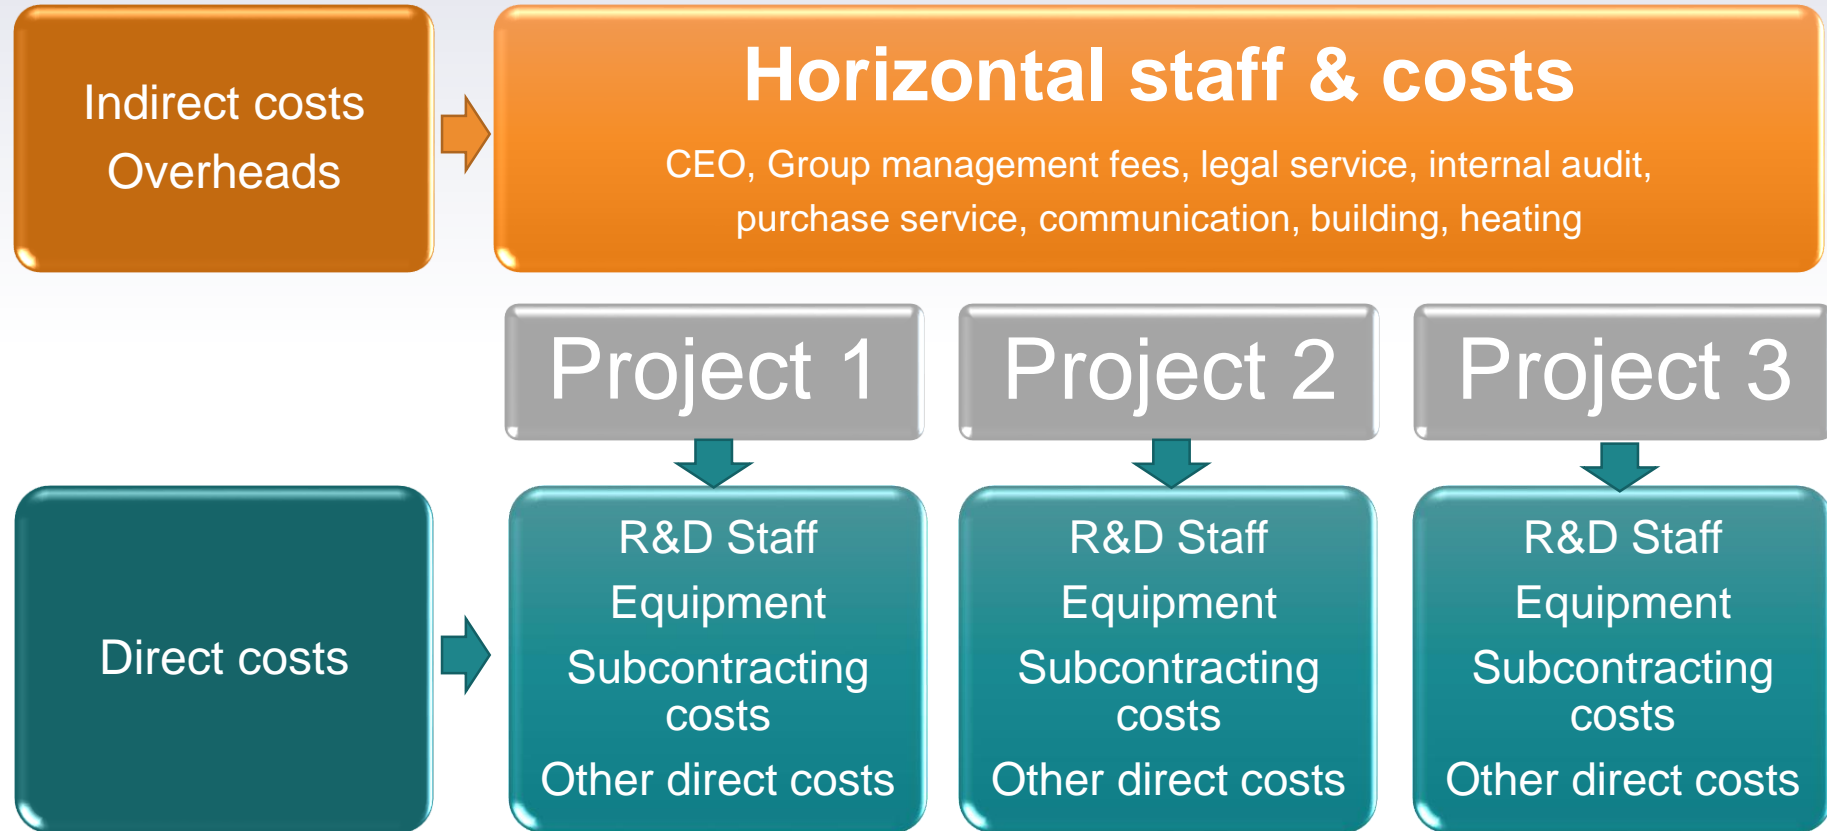 Indirect costs
Overheads
Horizontal staff & costs
CEO, Group management fees, legal service, internal audit,
purchase service, communication, building, heating
Project 1
Project 2
Project 3
Direct costs
R&D Staff
Equipment
Subcontracting
costs
Other direct costs
R&D Staff
Equipment
Subcontracting
costs
Other direct costs
R&D Staff
Equipment
Subcontracting
costs
Other direct costs